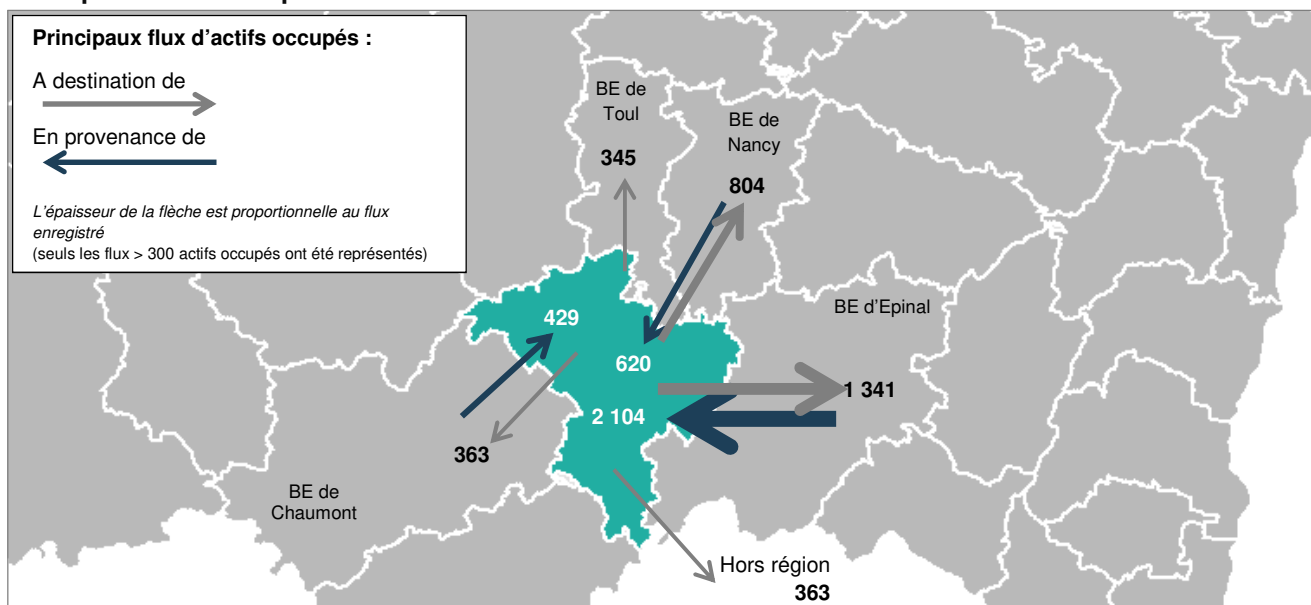 Principaux flux d'actifs occupés :
A destination de
En provenance de
L'épaisseur de la flèche est proportionnelle au flux
enregistré
(seuls les flux > 300 actifs occupés ont été représentés)
BE de
Toul
345
BE de
Nancy
804
BE d'Epinal
429
620
1 341
2 104
363
BE de
Chaumont
Hors région
363